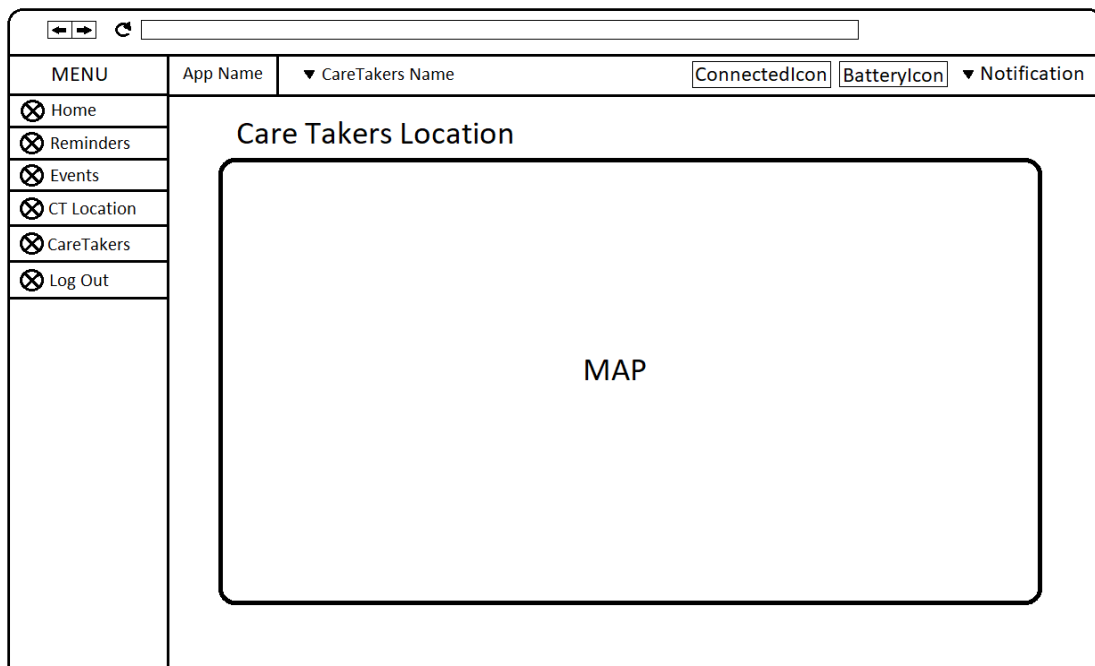 MENU
App Name
CareTakers Name
ConnectedIcon
BatteryIcon
Notification
Home
Reminders
Events
CT Location
CareTakers
Log Out
Care Takers Location
MAP